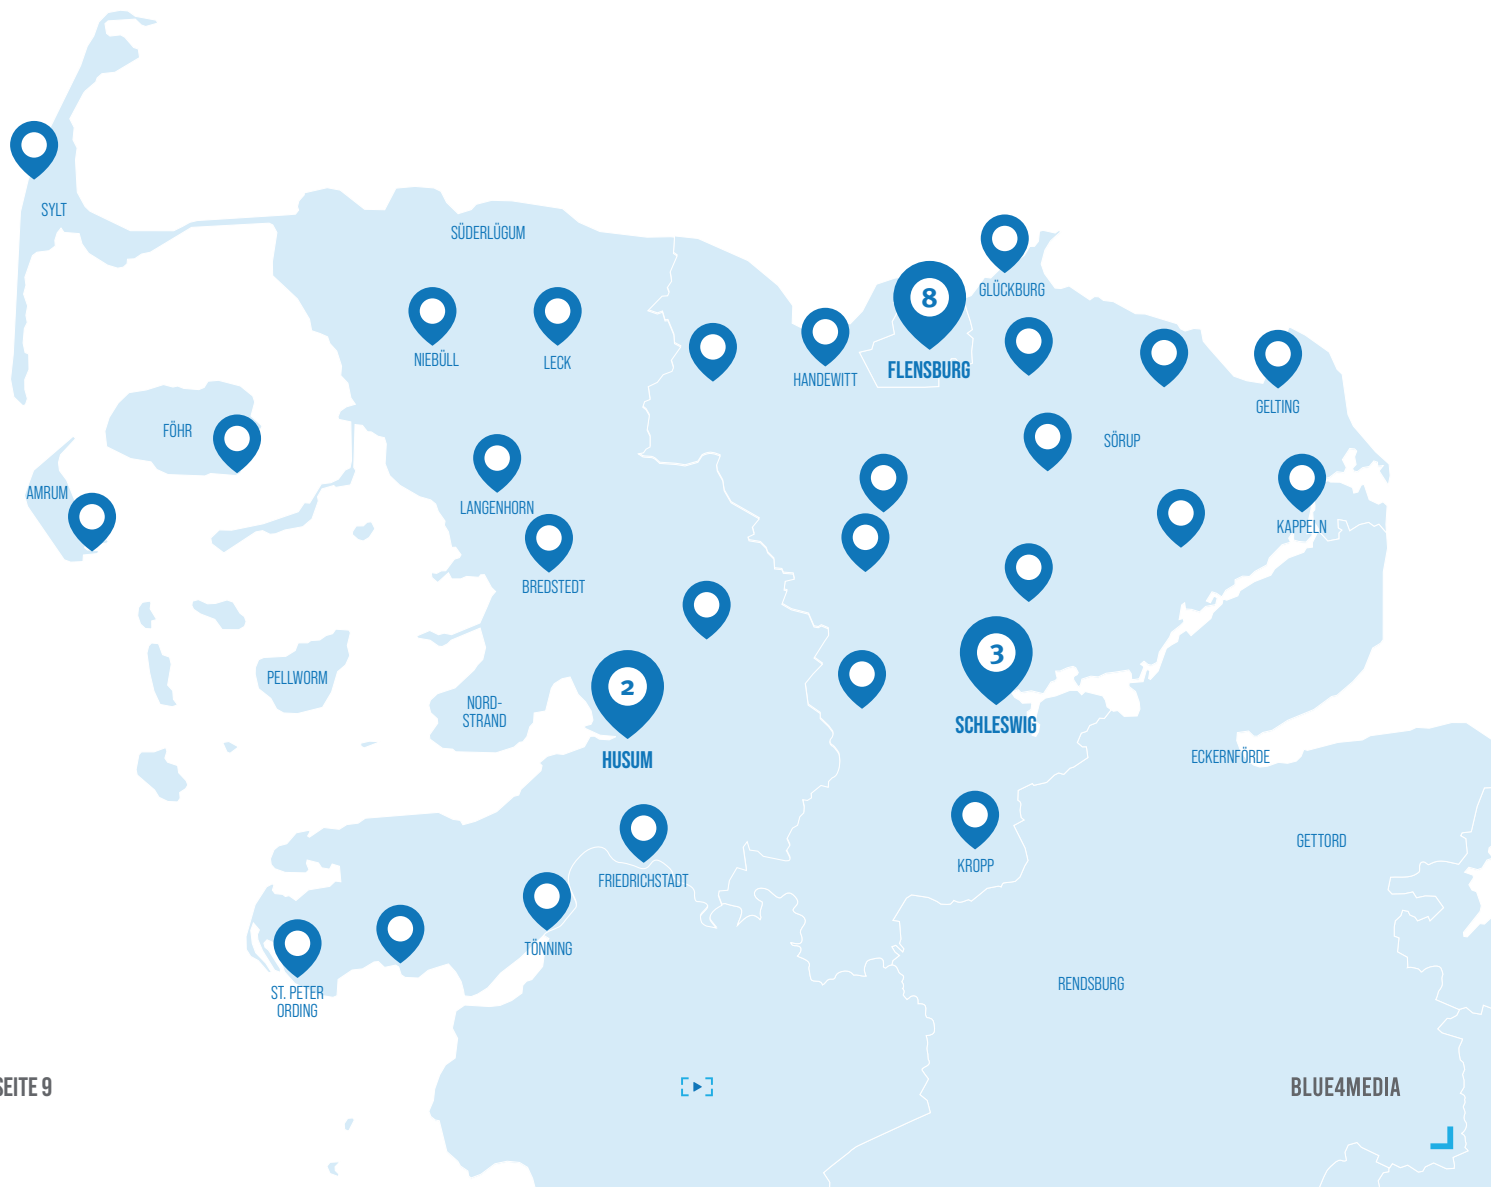 SYLT
SÜDERLÜGUM
GLÜCKBURG
8
NIEBÜLL
LECK
HANDEWITT
FLENSBURG
GELTING
FÖHR
SÖRUP
AMRUM
LANGENHORN
KAPPELN
BREDSTEDT
PELLWORM
NORD-
STRAND
2
3
SCHLESWIG
HUSUM
ECKERNFÖRDE
GETTORD
KROPP
FRIEDRICHSTADT
TÖNNING
ST. PETER
ORDING
RENDSBURG
SEITE 9
BLUE4MEDIA